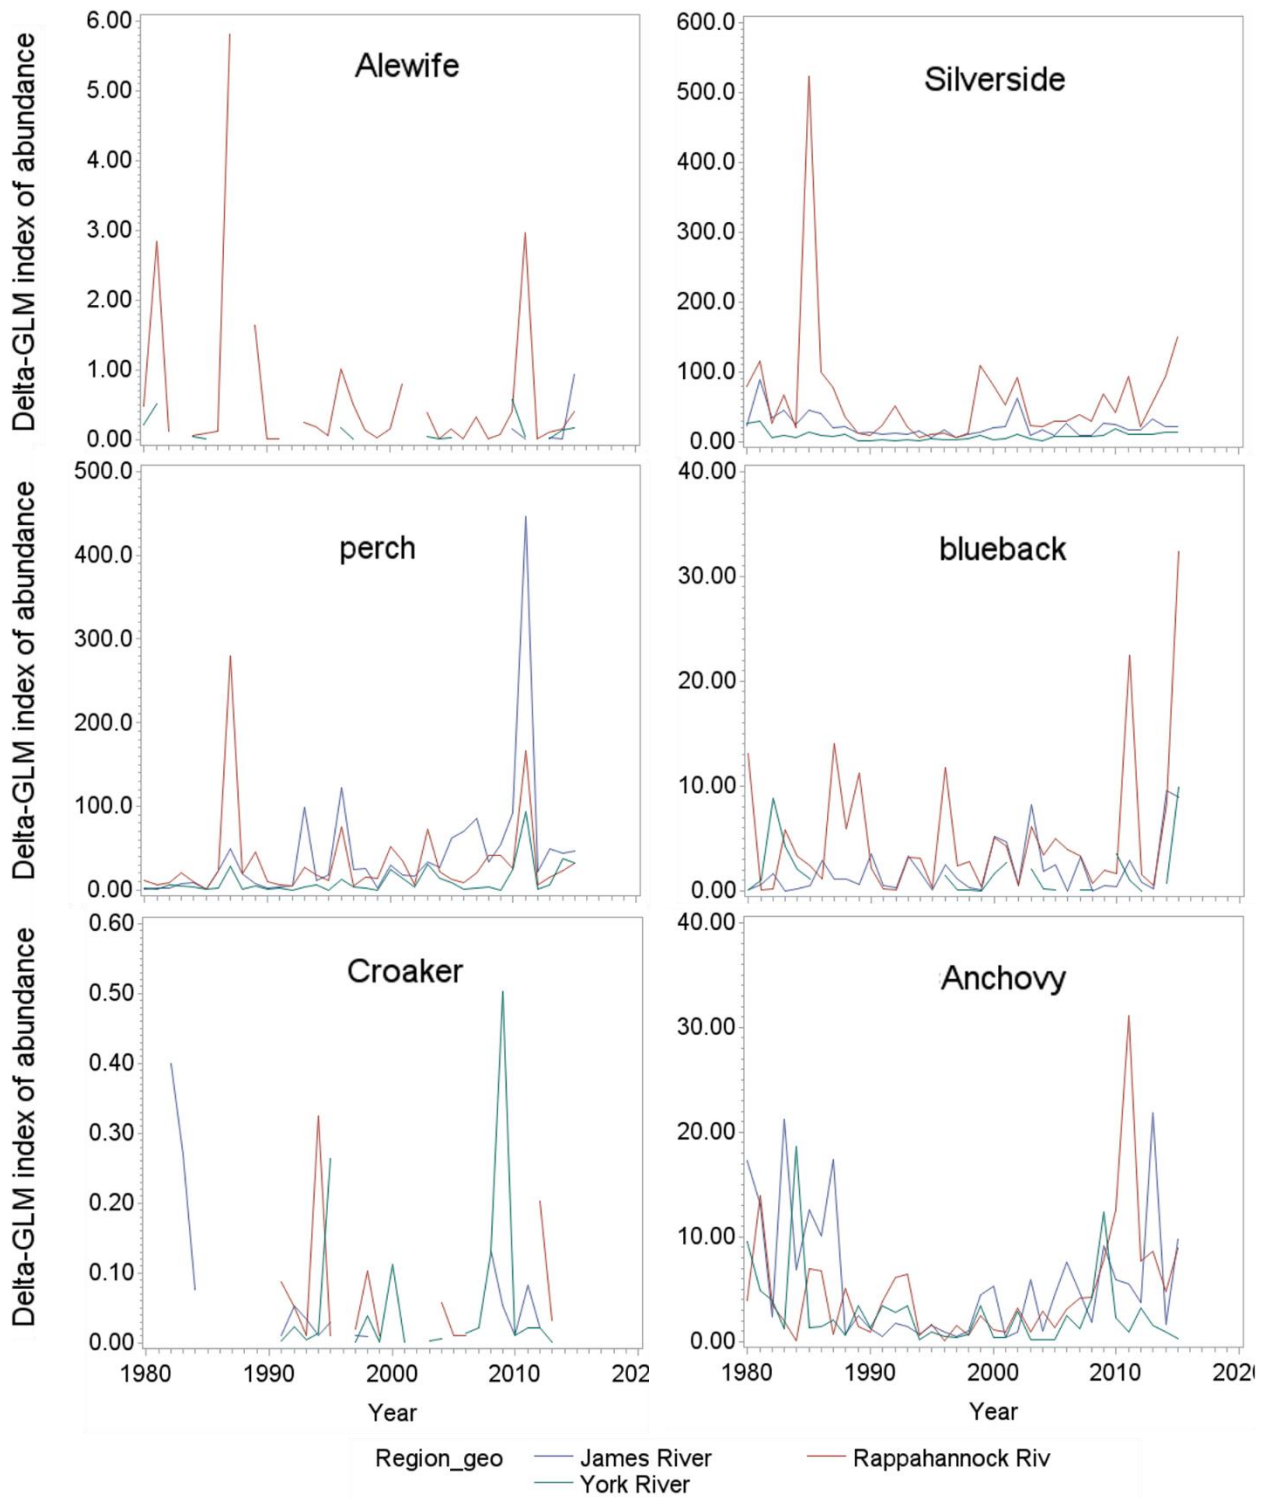 Delta-GLM index of abundance
6.00
5.00
4.00
3.00
2.00
1.00
0.00
Alewife
600.0
500.0
400.0
300.0
200.0
100.0
0.00
Silverside
Delta-GLM index of abundance
500.0
400.0
300.0
200.0
100.0
0.00
perch
40.00
30.00
20.00
10.00
0.00
blueback
Delta-GLM index of abundance
0.60
0.50
0.40
0.30
0.20
0.10
0.00
Croaker
1980 1990 2000 2010 202
Year
40.00
30.00
20.00
10.00
0.00
Anchovy
1980 1990 2000 2010 202
Year
Region_geo James River Rappahannock Riv
York River